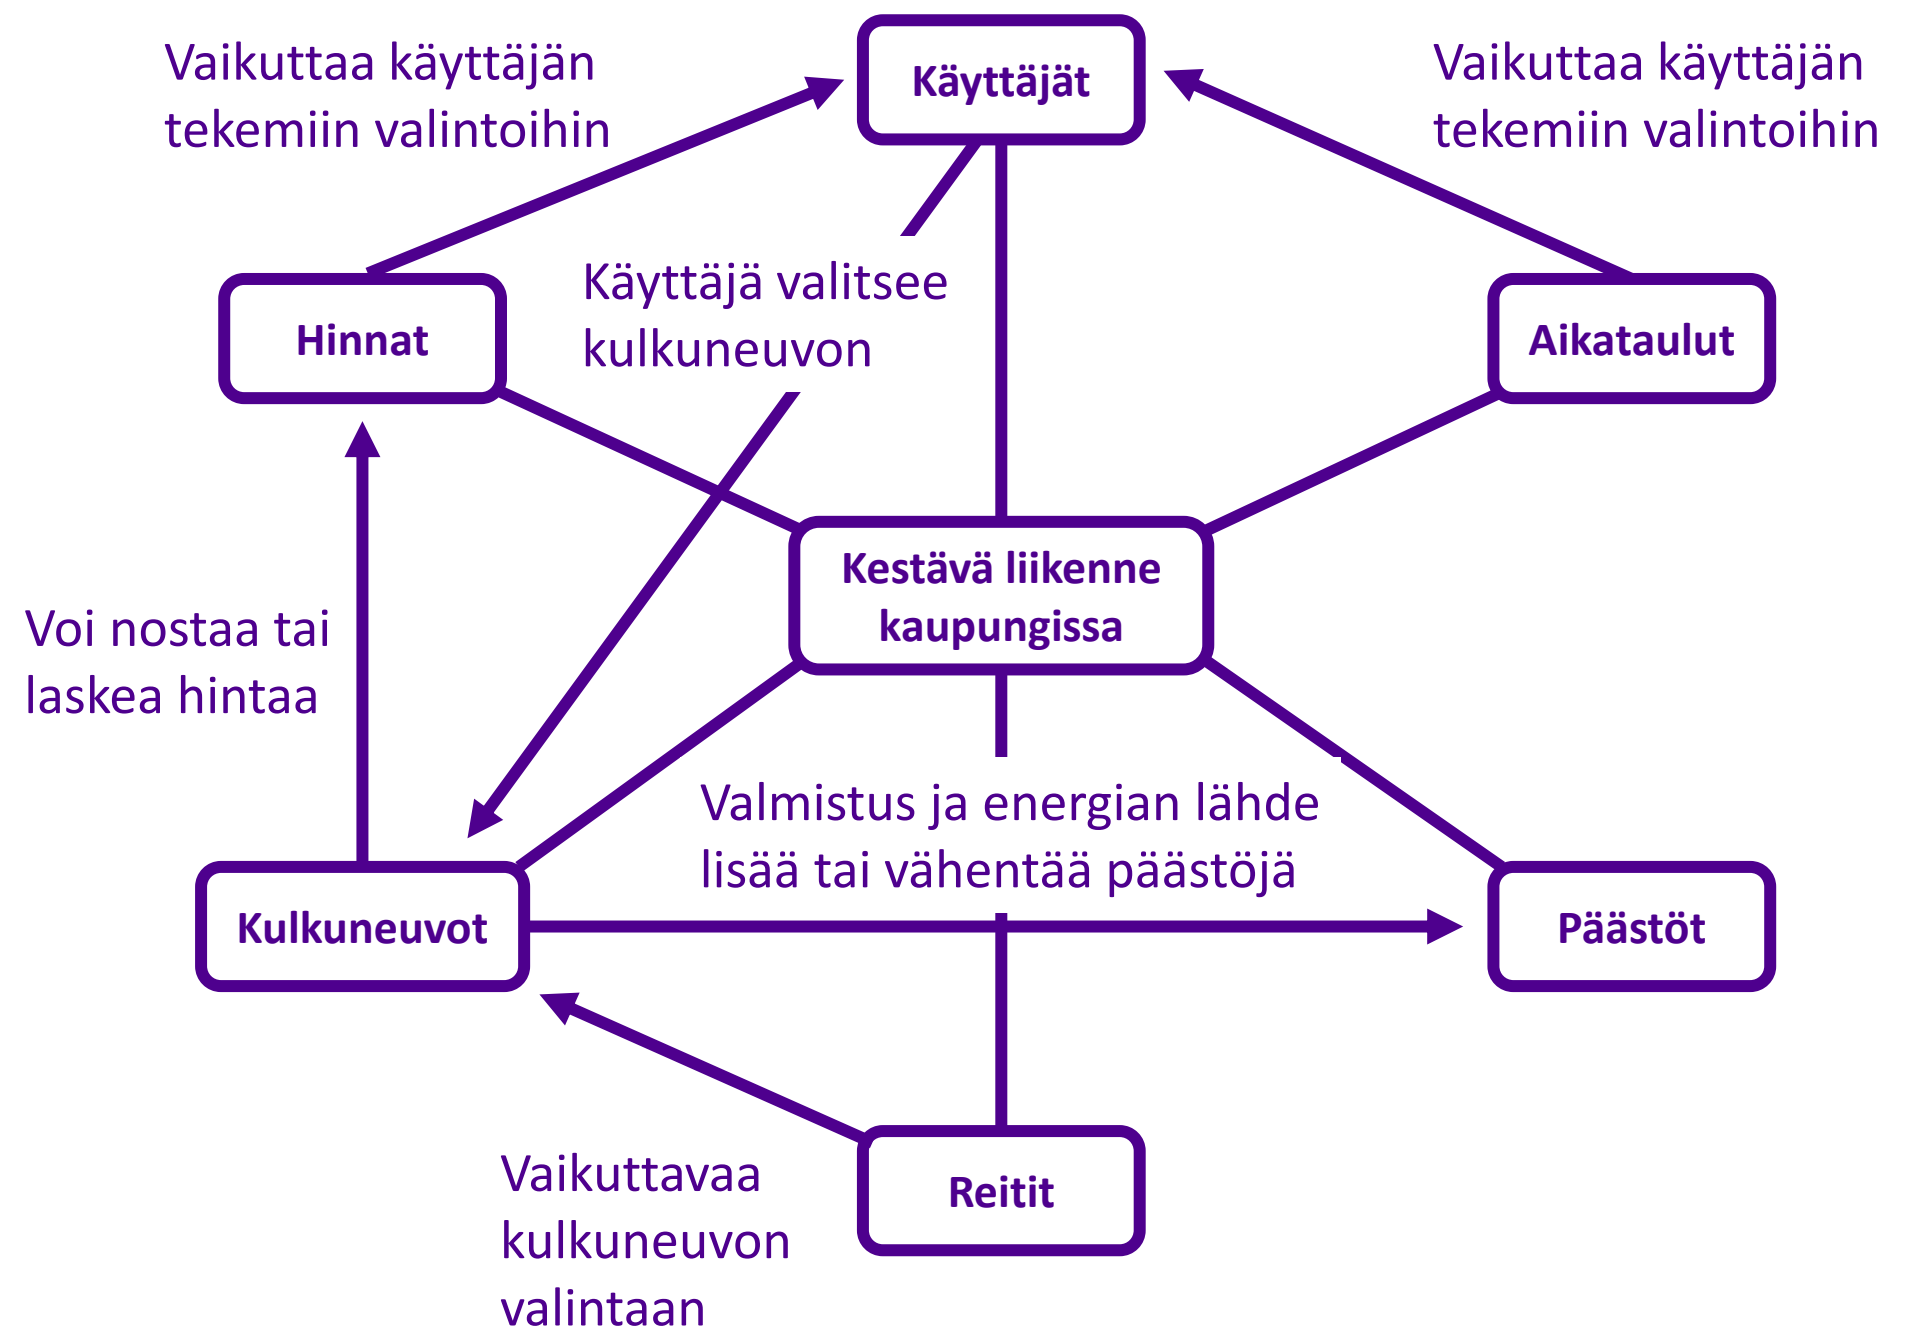 Vaikuttaa käyttäjän
tekemiin valintoihin
Käyttäjät
Vaikuttaa käyttäjän
tekemiin valintoihin
Hinnat
Käyttäjä valitsee
kulkuneuvon
Aikataulut
Kestävä liikenne
kaupungissa
Voi nostaa tai
laskea hintaa
Valmistus ja energian lähde
lisää tai vähentää päästöjä
Kulkuneuvot
Päästöt
Vaikuttavaa
kulkuneuvon
valintaan
Reitit